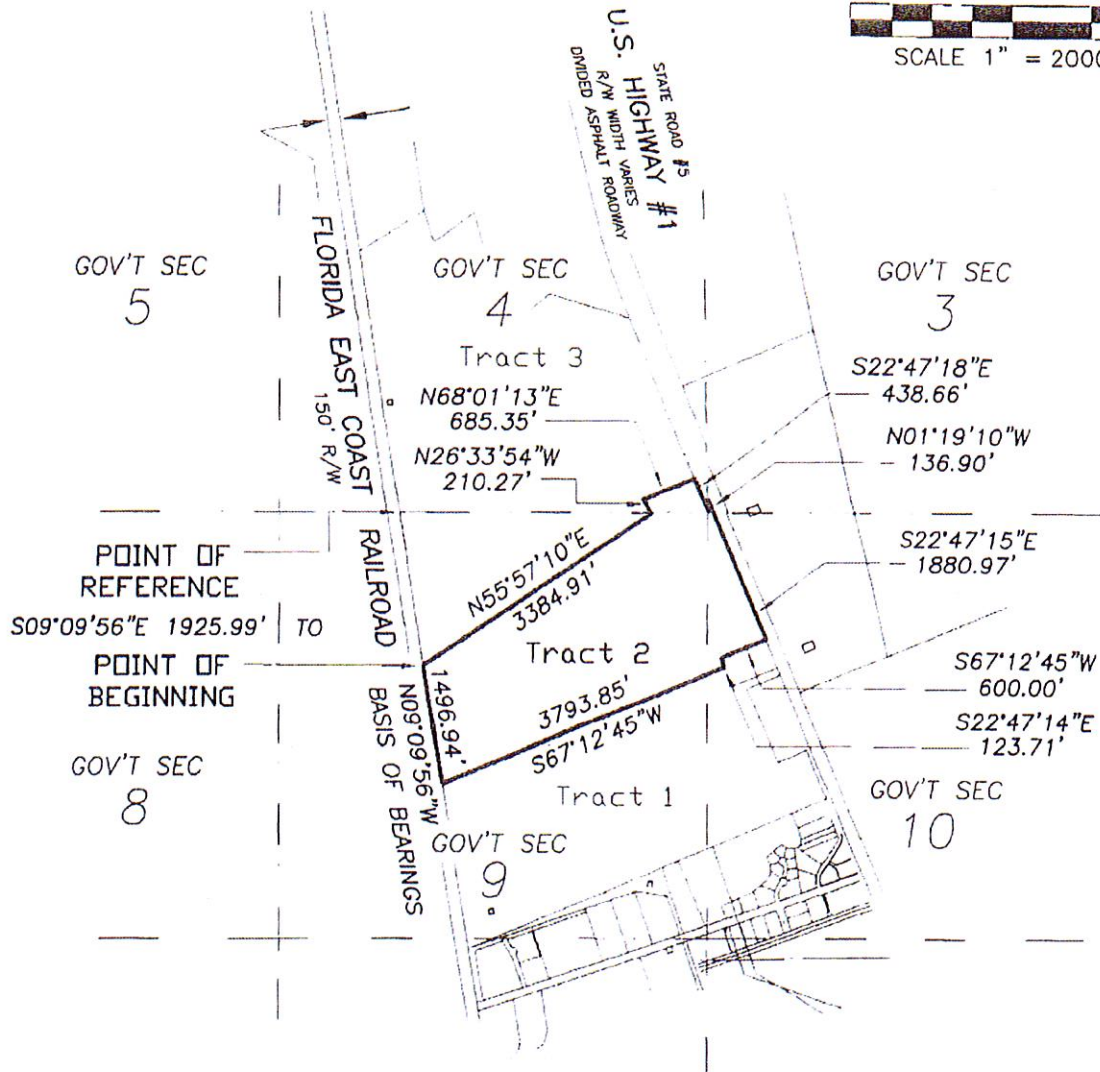 SCALE 1" = 2000
STATE ROAD #5
U.S. HIGHWAY #1
R/W WIDTH VARIES
DIVIDED ASPHALT ROADWAY
FLORIDA EAST COAST RAILROAD
150' R/W
GOV'T SEC
5
GOV'T SEC
4
GOV'T SEC
3
Tract 3
N68°01'13"E
685.35'
N26°33'54"W
210.27'
S22°47'18"E
438.66'
N01°19'10"W
136.90'
S22°47'15"E
1880.97'
POINT OF
REFERENCE
S09°09'56"E 1925.99' TO
POINT OF
BEGINNING
N55°57'10"E
3384.91'
Tract 2
3793.85'
S67°12'45"W
1496.94'
N09°09'56"W
BASIS OF BEARINGS
S67°12'45"W
600.00'
S22°47'14"E
123.71'
GOV'T SEC
8
Tract 1
GOV'T SEC
9
GOV'T SEC
10